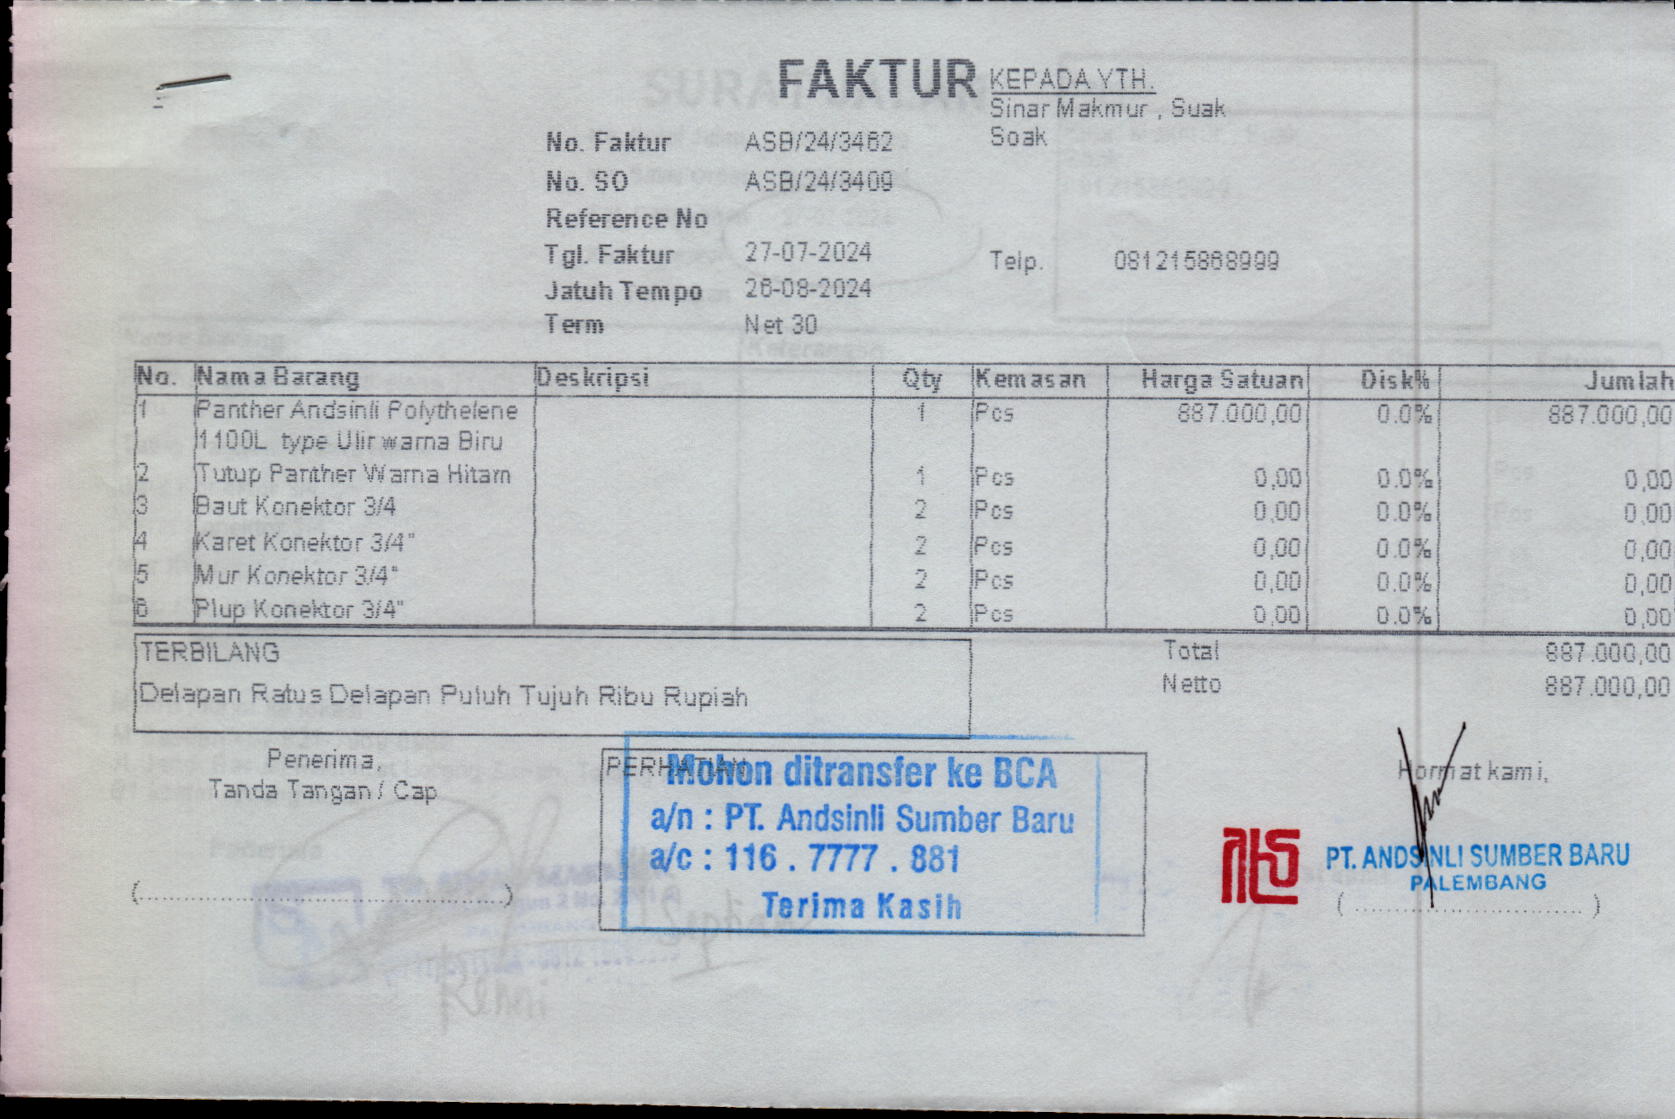 FAKTUR
KEPADA YTH.
Sinar Makmur , Suak
Soak
No. Faktur ASB/24/3462
No. SO ASB/24/3409
Reference No
Tgl. Faktur 27-07-2024
Telp. 081215868999
Jatuh Tempo 26-08-2024
Term Net 30
No. Nama Barang Deskripsi Qty Kemasan Harga Satuan Disk% Jumlah
1 Panther Andsinli Polythelene 1 Pcs 887.000,00 0.0% 887.000,00
1100L type Ulir warna Biru
2 Tutup Panther Warna Hitam 1 Pcs 0,00 0.0% 0,00
3 Baut Konektor 3/4 2 Pcs 0,00 0.0% 0,00
4 Karet Konektor 3/4" 2 Pcs 0,00 0.0% 0,00
5 Mur Konektor 3/4" 2 Pcs 0,00 0.0% 0,00
6 Plup Konektor 3/4" 2 Pcs 0,00 0.0% 0,00
TERBILANG
Delapan Ratus Delapan Puluh Tujuh Ribu Rupiah
Total 887.000,00
Netto 887.000,00
Penerima,
Tanda Tangan / Cap
PERHATIAN
Mohon ditransfer ke BCA
a/n : PT. Andsinli Sumber Baru
a/c : 116 . 7777 . 881
Terima Kasih
Hormat kami,
PT. ANDSINLI SUMBER BARU
PALEMBANG